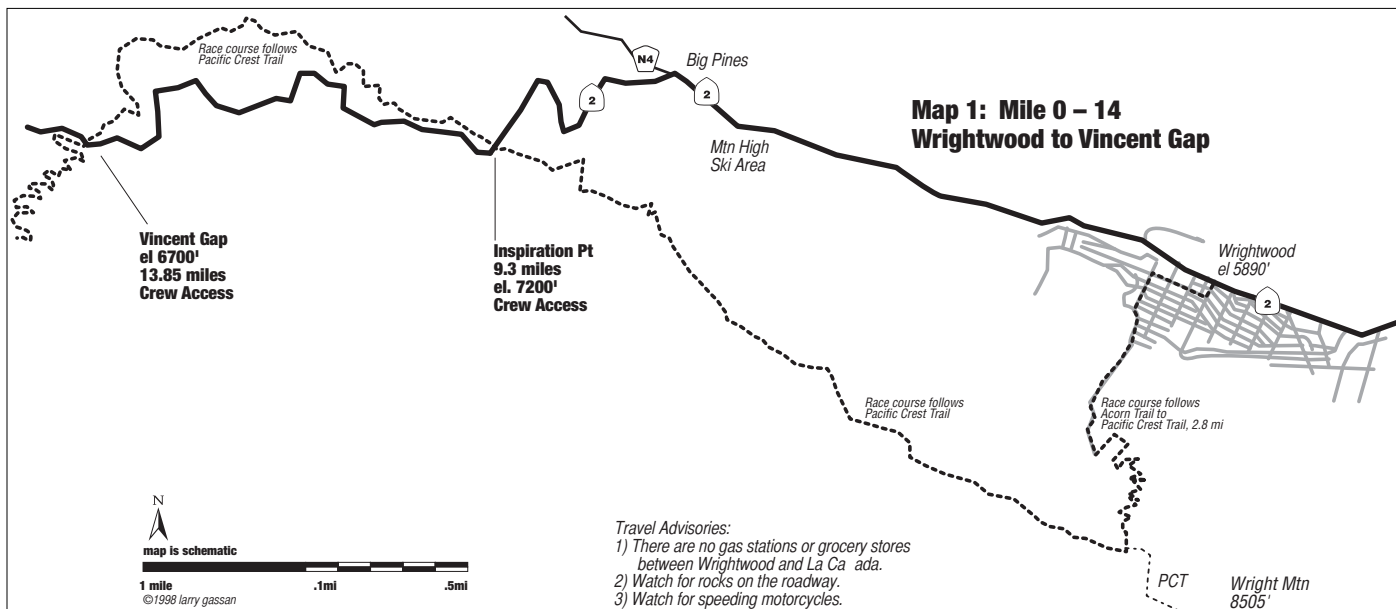 Race course follows
Pacific Crest Trail
N4
Big Pines
2
2
Map 1: Mile 0 – 14
Wrightwood to Vincent Gap
Mtn High
Ski Area
Vincent Gap
el 6700'
13.85 miles
Crew Access
Inspiration Pt
9.3 miles
el. 7200'
Crew Access
Wrightwood
el 5890'
2
Race course follows
Pacific Crest Trail
Race course follows
Acorn Trail to
Pacific Crest Trail, 2.8 mi
N
map is schematic
1 mile .1mi .5mi
©1998 larry gassan
Travel Advisories:
1) There are no gas stations or grocery stores
between Wrightwood and La Ca ada.
2) Watch for rocks on the roadway.
3) Watch for speeding motorcycles.
PCT
Wright Mtn
8505'